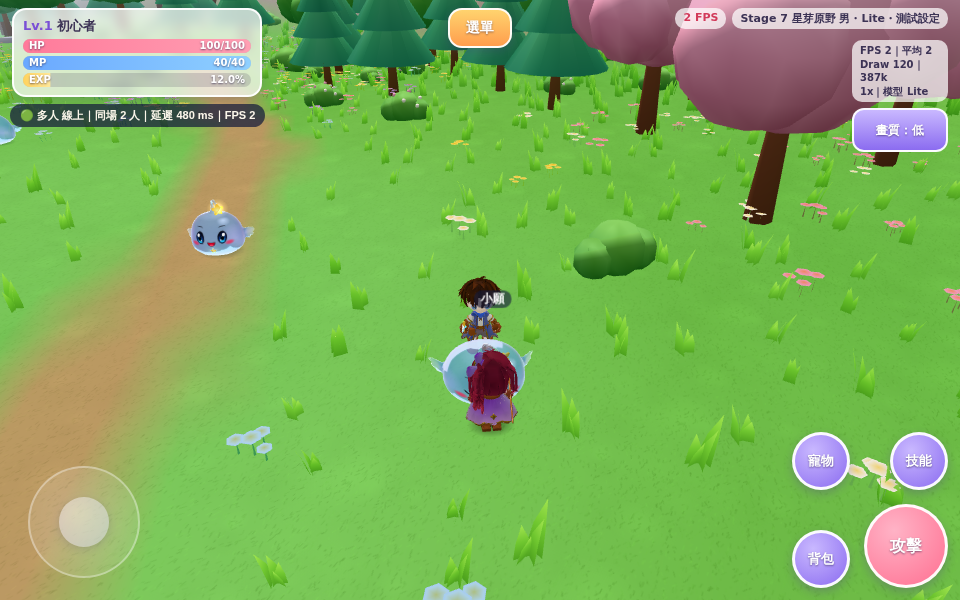 Lv.1 初心者
HP 100/100
MP 40/40
EXP 12.0%
多人 線上｜同場 2 人｜延遲 480 ms｜FPS 2
選單
2 FPS
Stage 7 星芽原野 男・Lite・測試設定
FPS 2｜平均 2
Draw 120｜
387k
1x｜模型 Lite
畫質：低
小願
寵物
技能
攻擊
背包